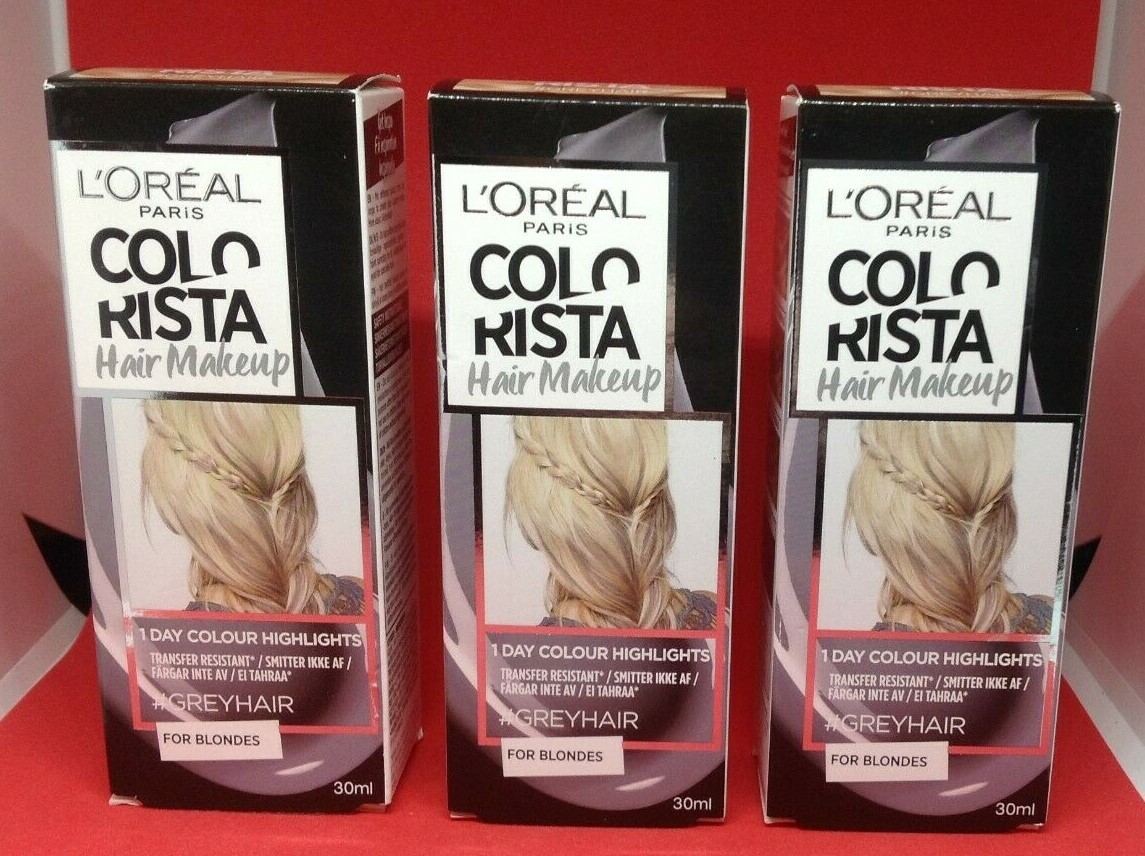 L'ORÉAL
PARIS
COLO
RISTA
Hair Makeup
1 DAY COLOUR HIGHLIGHTS
TRANSFER RESISTANT* / SMITTER IKKE AF /
FÄRGAR INTE AV / EI TAHRAA*
#GREYHAIR
FOR BLONDES
30ml
L'ORÉAL
PARIS
COLO
RISTA
Hair Makeup
1 DAY COLOUR HIGHLIGHTS
TRANSFER RESISTANT* / SMITTER IKKE AF /
FÄRGAR INTE AV / EI TAHRAA*
#GREYHAIR
FOR BLONDES
30ml
L'ORÉAL
PARIS
COLO
RISTA
Hair Makeup
1 DAY COLOUR HIGHLIGHTS
TRANSFER RESISTANT* / SMITTER IKKE AF /
FÄRGAR INTE AV / EI TAHRAA*
#GREYHAIR
FOR BLONDES
30ml